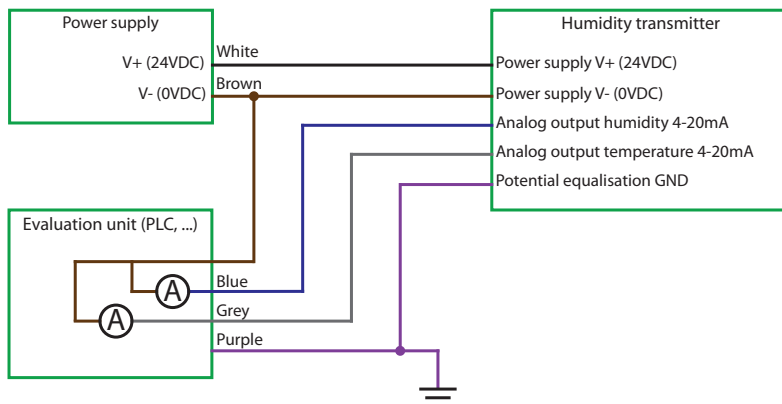 Power supply
V+ (24VDC)
V- (0VDC)
White
Brown
Humidity transmitter
Power supply V+ (24VDC)
Power supply V- (0VDC)
Analog output humidity 4-20mA
Analog output temperature 4-20mA
Potential equalisation GND
Evaluation unit (PLC, ...)
A
A
Blue
Grey
Purple